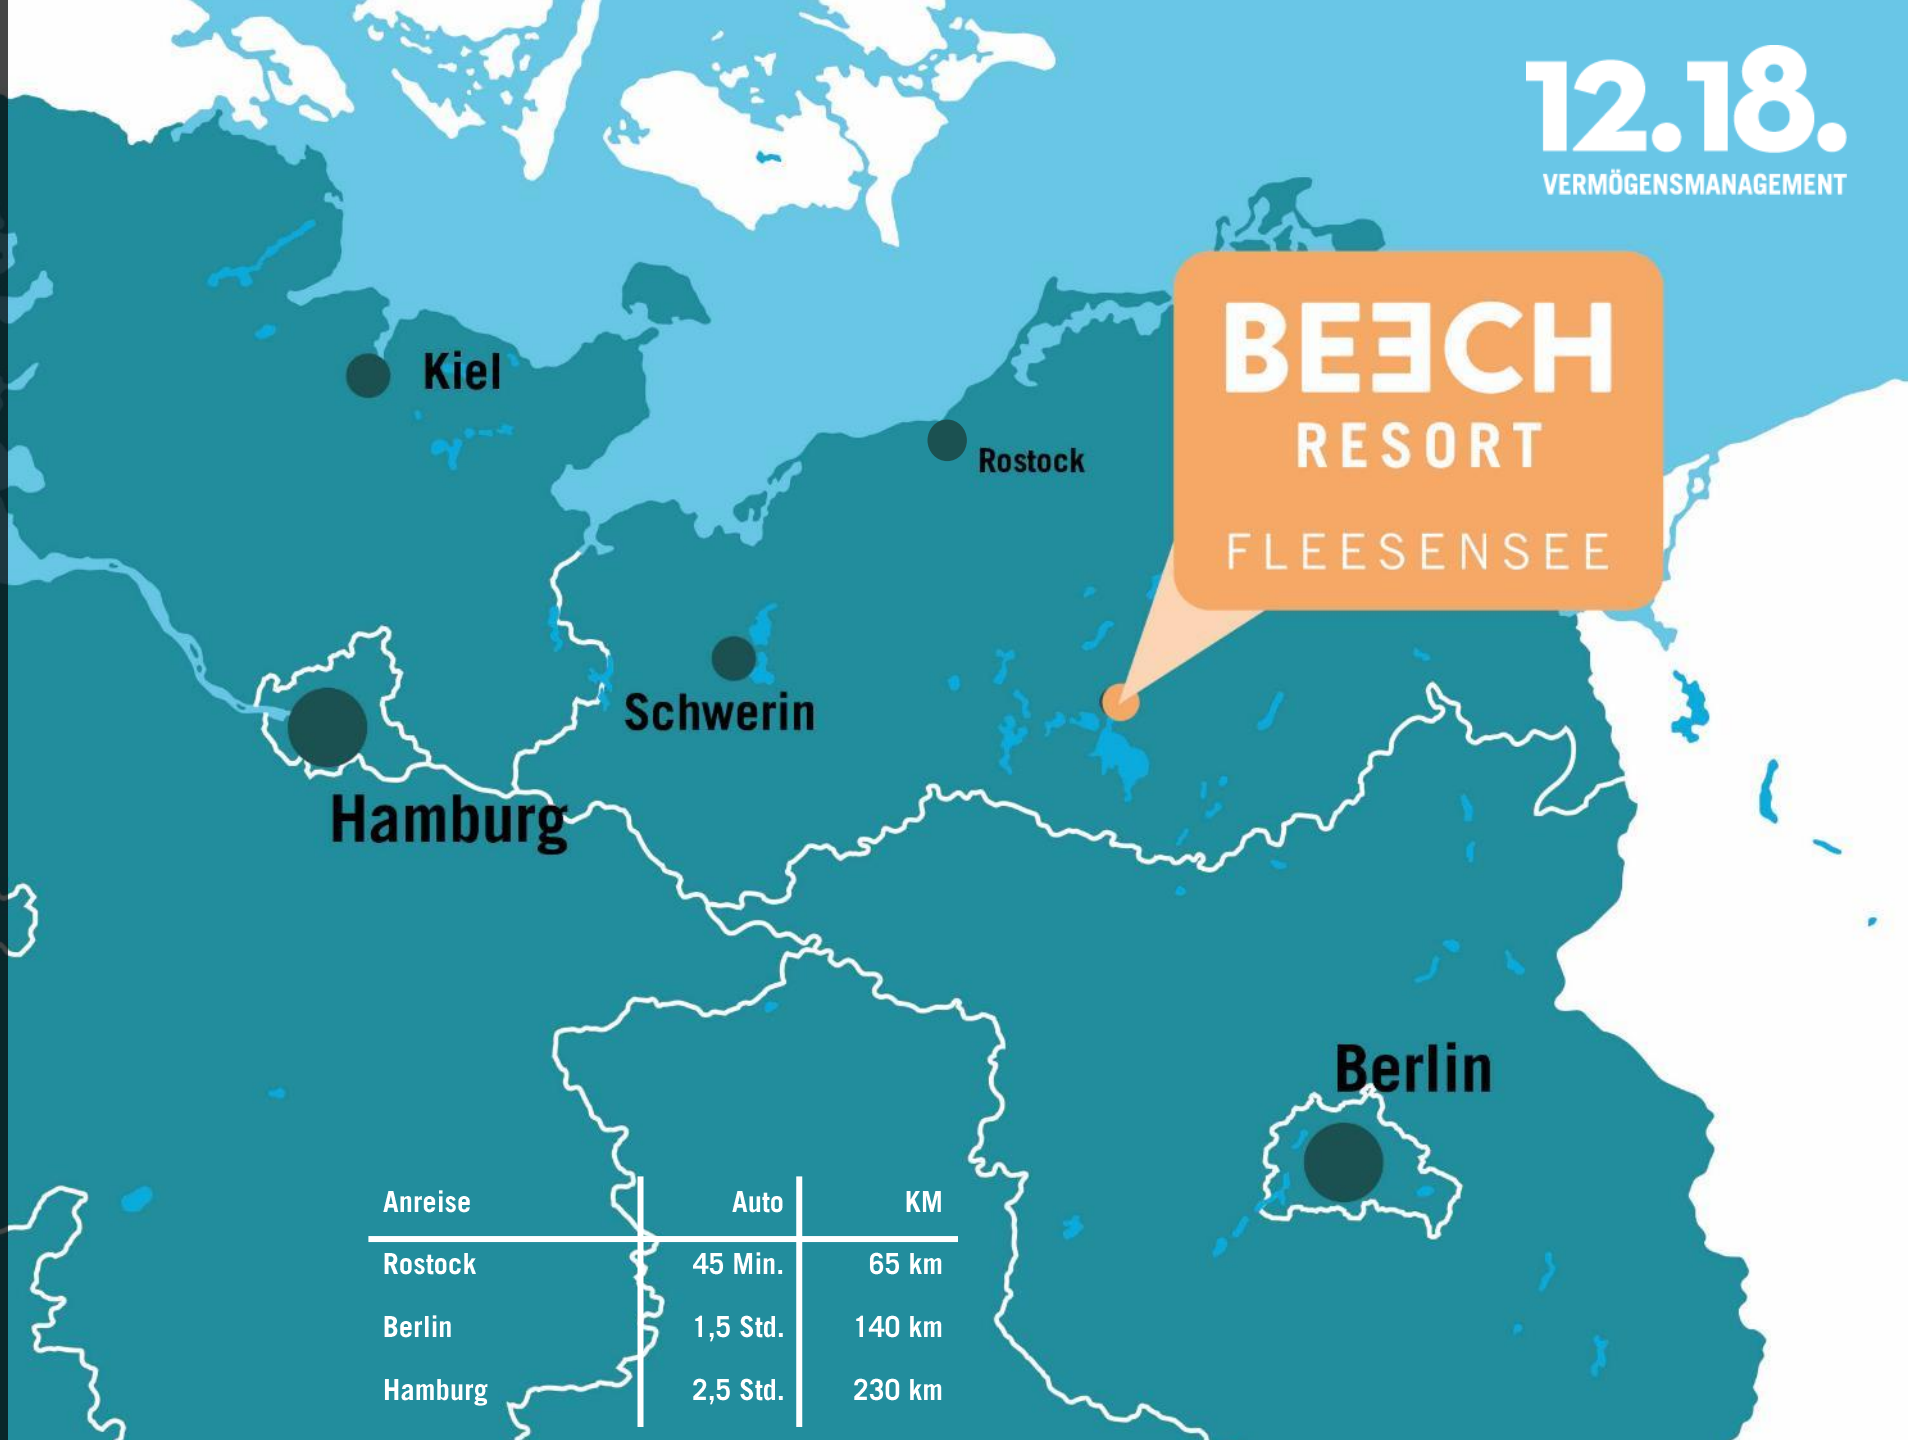 12.18.
VERMÖGENSMANAGEMENT
BEECH
RESORT
FLEESENSEE
Kiel
Rostock
Schwerin
Hamburg
Berlin
Anreise Auto KM
Rostock 45 Min. 65 km
Berlin 1,5 Std. 140 km
Hamburg 2,5 Std. 230 km